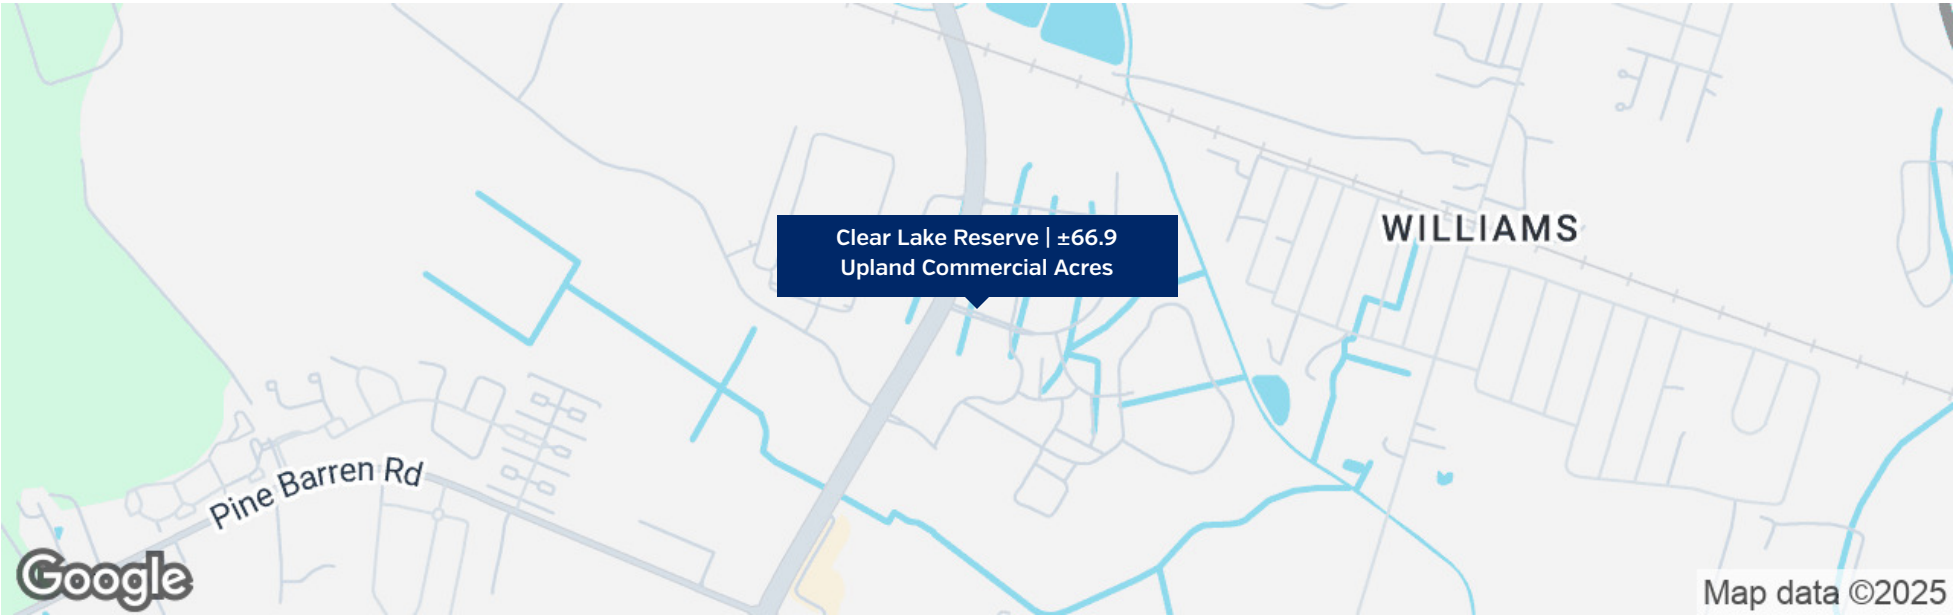 Clear Lake Reserve | ±66.9
Upland Commercial Acres
WILLIAMS
Pine Barren Rd
Google
Map data ©2025